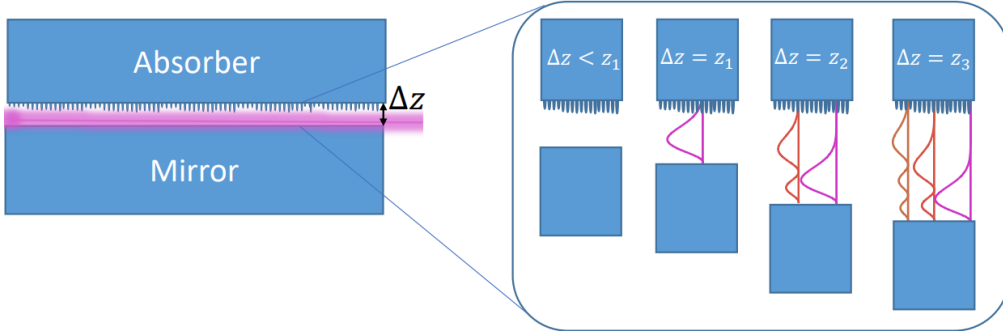 Absorber
Δz
Mirror
Δz < z₁
Δz = z₁
Δz = z₂
Δz = z₃